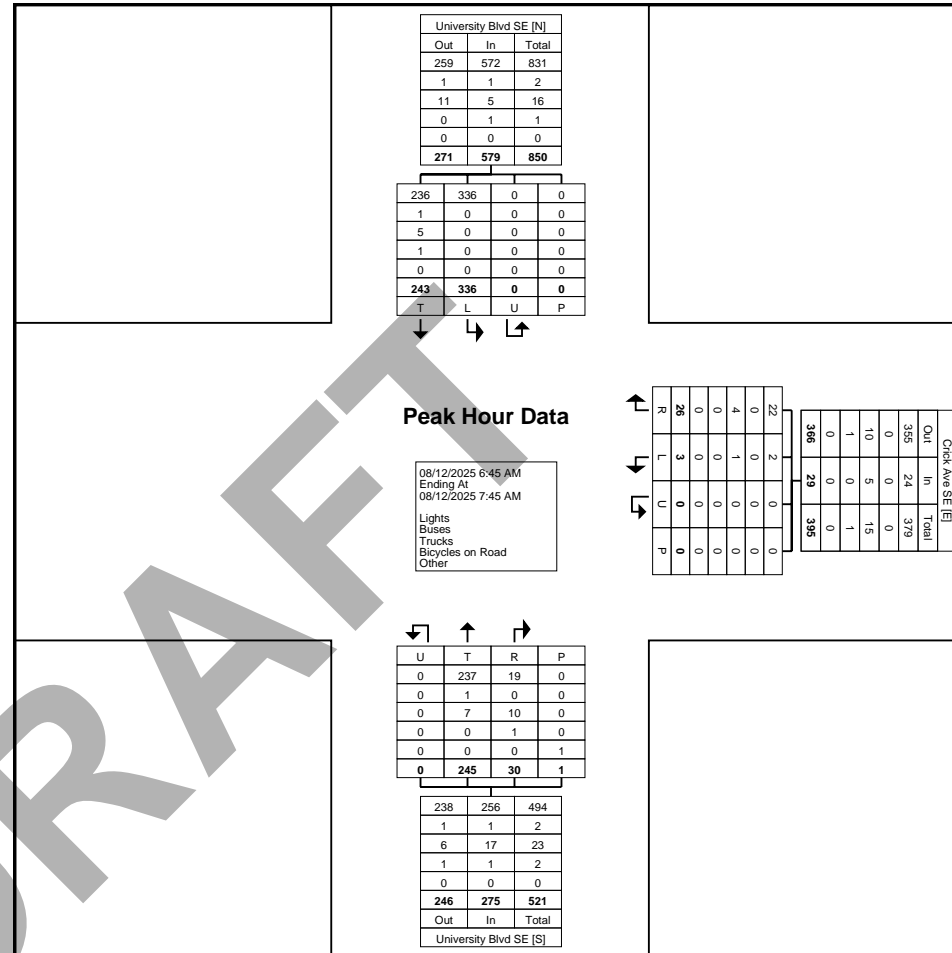 University Blvd SE [N]
Out In Total
259 572 831
1 1 2
11 5 16
0 1 1
0 0 0
271 579 850
236 336 0 0
1 0 0 0
5 0 0 0
1 0 0 0
0 0 0 0
243 336 0 0
T L U P
Peak Hour Data
08/12/2025 6:45 AM
Ending At
08/12/2025 7:45 AM
Lights
Buses
Trucks
Bicycles on Road
Other
Crick Ave SE [E]
Out In Total
355 24 379
0 0 0
10 5 15
1 0 1
0 0 0
366 29 395
22 2 0 0
0 0 0 0
4 1 0 0
0 0 0 0
0 0 0 0
26 3 0 0
R L U P
U T R P
0 237 19 0
0 1 0 0
0 7 10 0
0 0 1 0
0 0 0 1
0 245 30 1
238 256 494
1 1 2
6 17 23
1 1 2
0 0 0
246 275 521
Out In Total
University Blvd SE [S]
DRAFT